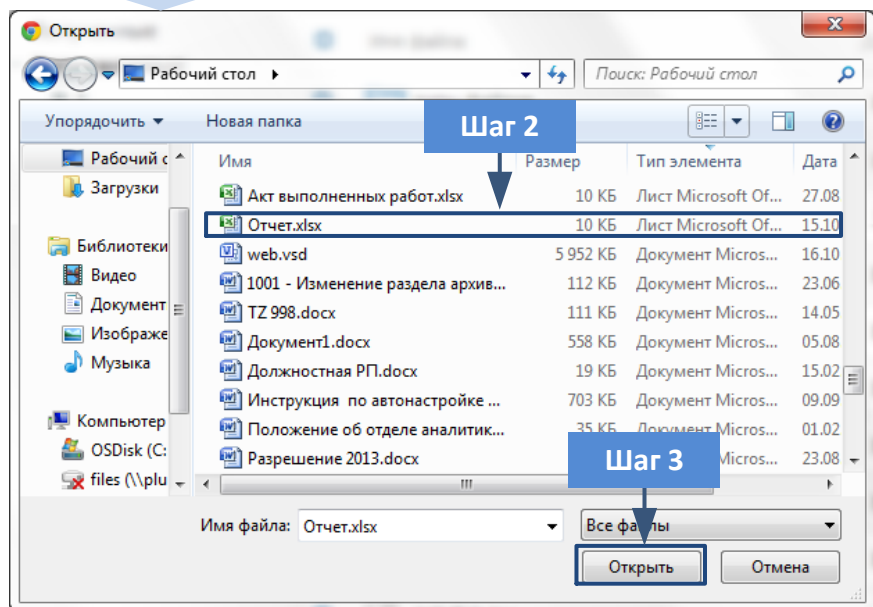 Открыть
Рабочий стол
Поиск: Рабочий стол
Упорядочить
Новая папка
Шаг 2
Имя Размер Тип элемента Дата
Рабочий с
Загрузки
Библиотеки
Видео
Документ
Изображе
Музыка
Компьютер
OSDisk (C:
files (\\plu
Акт выполненных работ.xlsx 10 КБ Лист Microsoft Of... 27.08
Отчет.xlsx 10 КБ Лист Microsoft Of... 15.10
web.vsd 5 952 КБ Документ Micros... 16.10
1001 - Изменение раздела архив... 112 КБ Документ Micros... 23.06
TZ 998.docx 111 КБ Документ Micros... 14.05
Документ1.docx 558 КБ Документ Micros... 05.08
Должностная РП.docx 19 КБ Документ Micros... 15.02
Инструкция по автонастройке ... 703 КБ Документ Micros... 09.09
Положение об отделе аналитик... 35 КБ Документ Micros... 01.02
Разрешение 2013.docx Micros... 23.08
Шаг 3
Имя файла: Отчет.xlsx
Все файлы
Открыть
Отмена